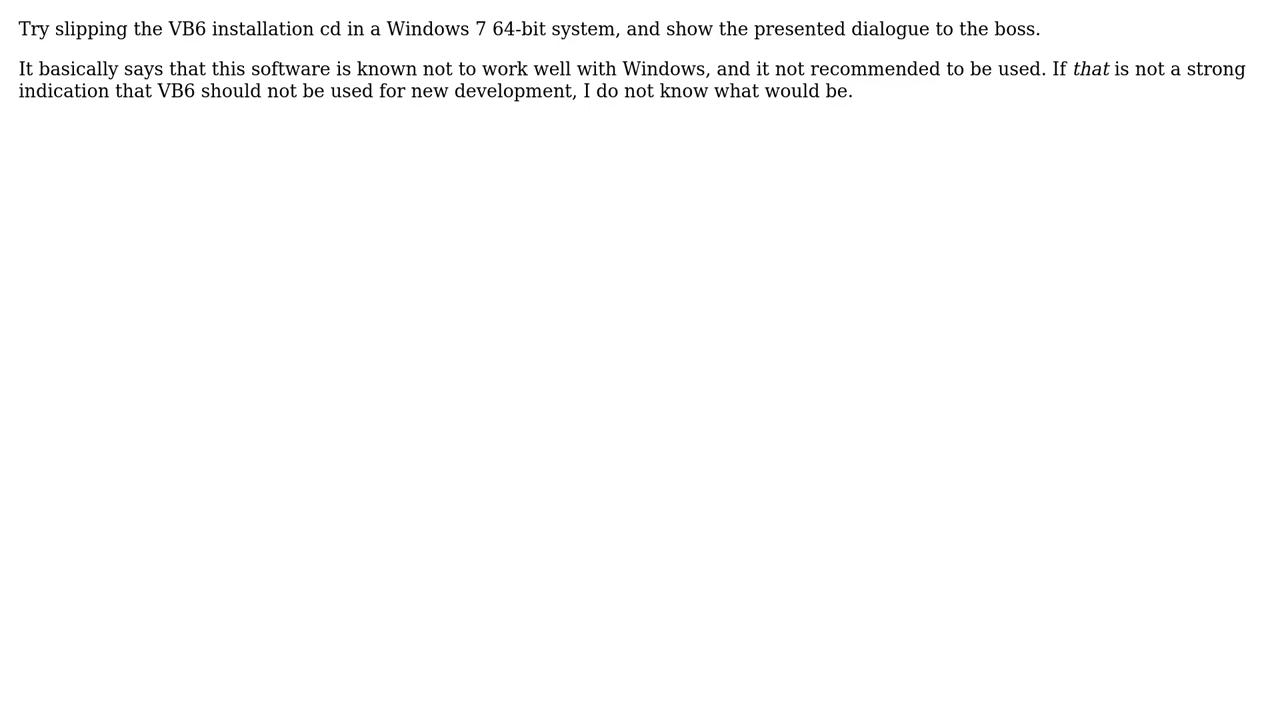 Try slipping the VB6 installation cd in a Windows 7 64-bit system, and show the presented dialogue to the boss.
It basically says that this software is known not to work well with Windows, and it not recommended to be used. If that is not a strong
indication that VB6 should not be used for new development, I do not know what would be.